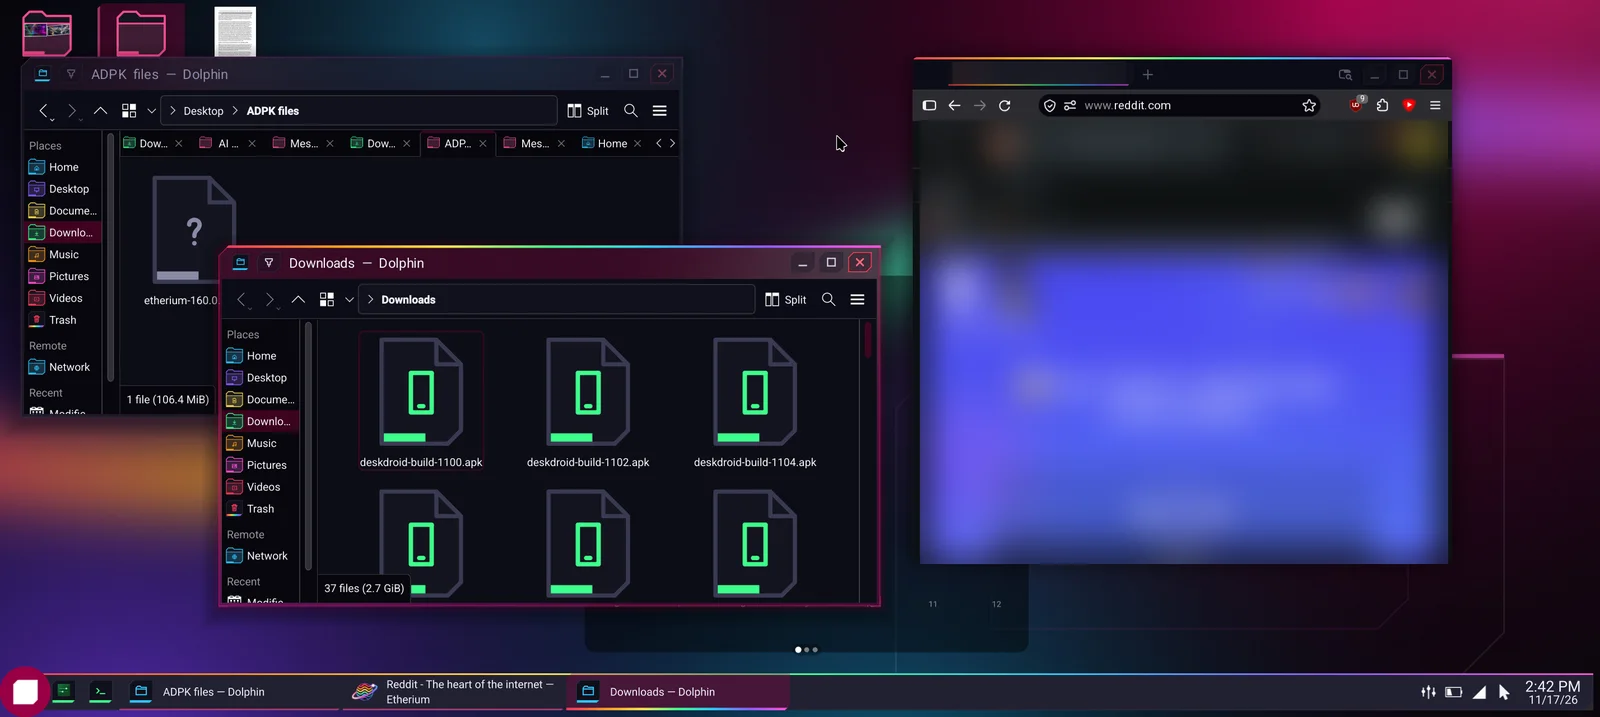 ADPK files — Dolphin
Desktop
ADPK files
Split
Dow...
AI ...
Mes...
Dow...
ADP...
Mes...
Home
Places
Home
Desktop
Docume...
Downlo...
Music
Pictures
Videos
Trash
Remote
Network
Recent
Modifie
?
etherium-160.0.
1 file (106.4 MiB)
Downloads — Dolphin
Downloads
Split
Places
Home
Desktop
Docume...
Downlo...
Music
Pictures
Videos
Trash
Remote
Network
Recent
Modifie
deskdroid-build-1100.apk
deskdroid-build-1102.apk
deskdroid-build-1104.apk
37 files (2.7 GiB)
www.reddit.com
9
11
12
ADPK files — Dolphin
Reddit - The heart of the internet —
Etherium
Downloads — Dolphin
2:42 PM
11/17/26